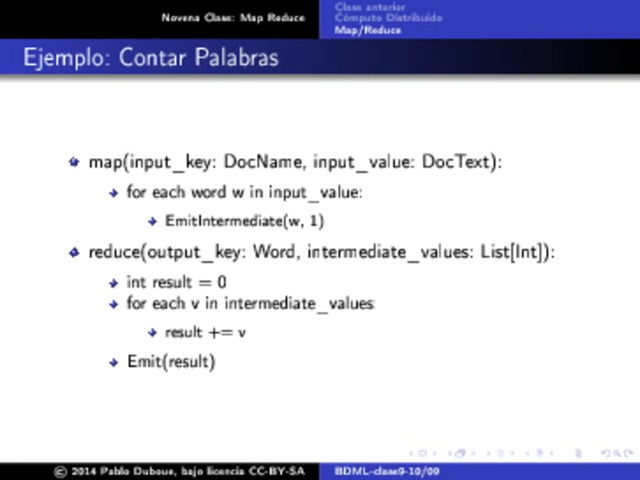 Novena Clase: Map Reduce
Clase anterior
Cómputo Distribuido
Map/Reduce
Ejemplo: Contar Palabras
map(input_key: DocName, input_value: DocText):
for each word w in input_value:
EmitIntermediate(w, 1)
reduce(output_key: Word, intermediate_values: List[Int]):
int result = 0
for each v in intermediate_values
result += v
Emit(result)
© 2014 Pablo Duboue, bajo licencia CC-BY-SA
BDML-clase9-10/09